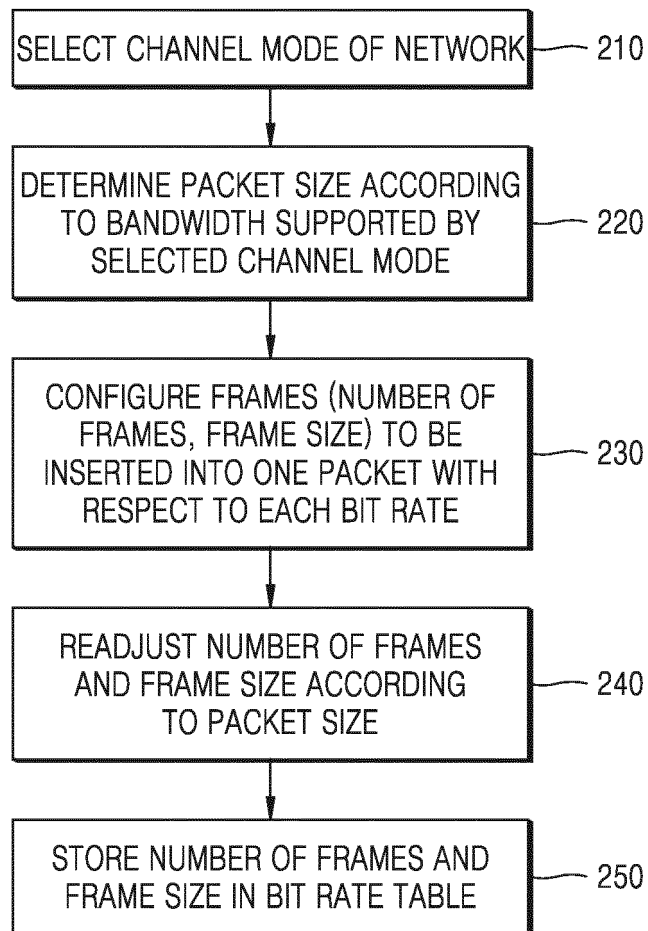 SELECT CHANNEL MODE OF NETWORK
210
DETERMINE PACKET SIZE ACCORDING
TO BANDWIDTH SUPPORTED BY
SELECTED CHANNEL MODE
220
CONFIGURE FRAMES (NUMBER OF
FRAMES, FRAME SIZE) TO BE
INSERTED INTO ONE PACKET WITH
RESPECT TO EACH BIT RATE
230
READJUST NUMBER OF FRAMES
AND FRAME SIZE ACCORDING
TO PACKET SIZE
240
STORE NUMBER OF FRAMES AND
FRAME SIZE IN BIT RATE TABLE
250